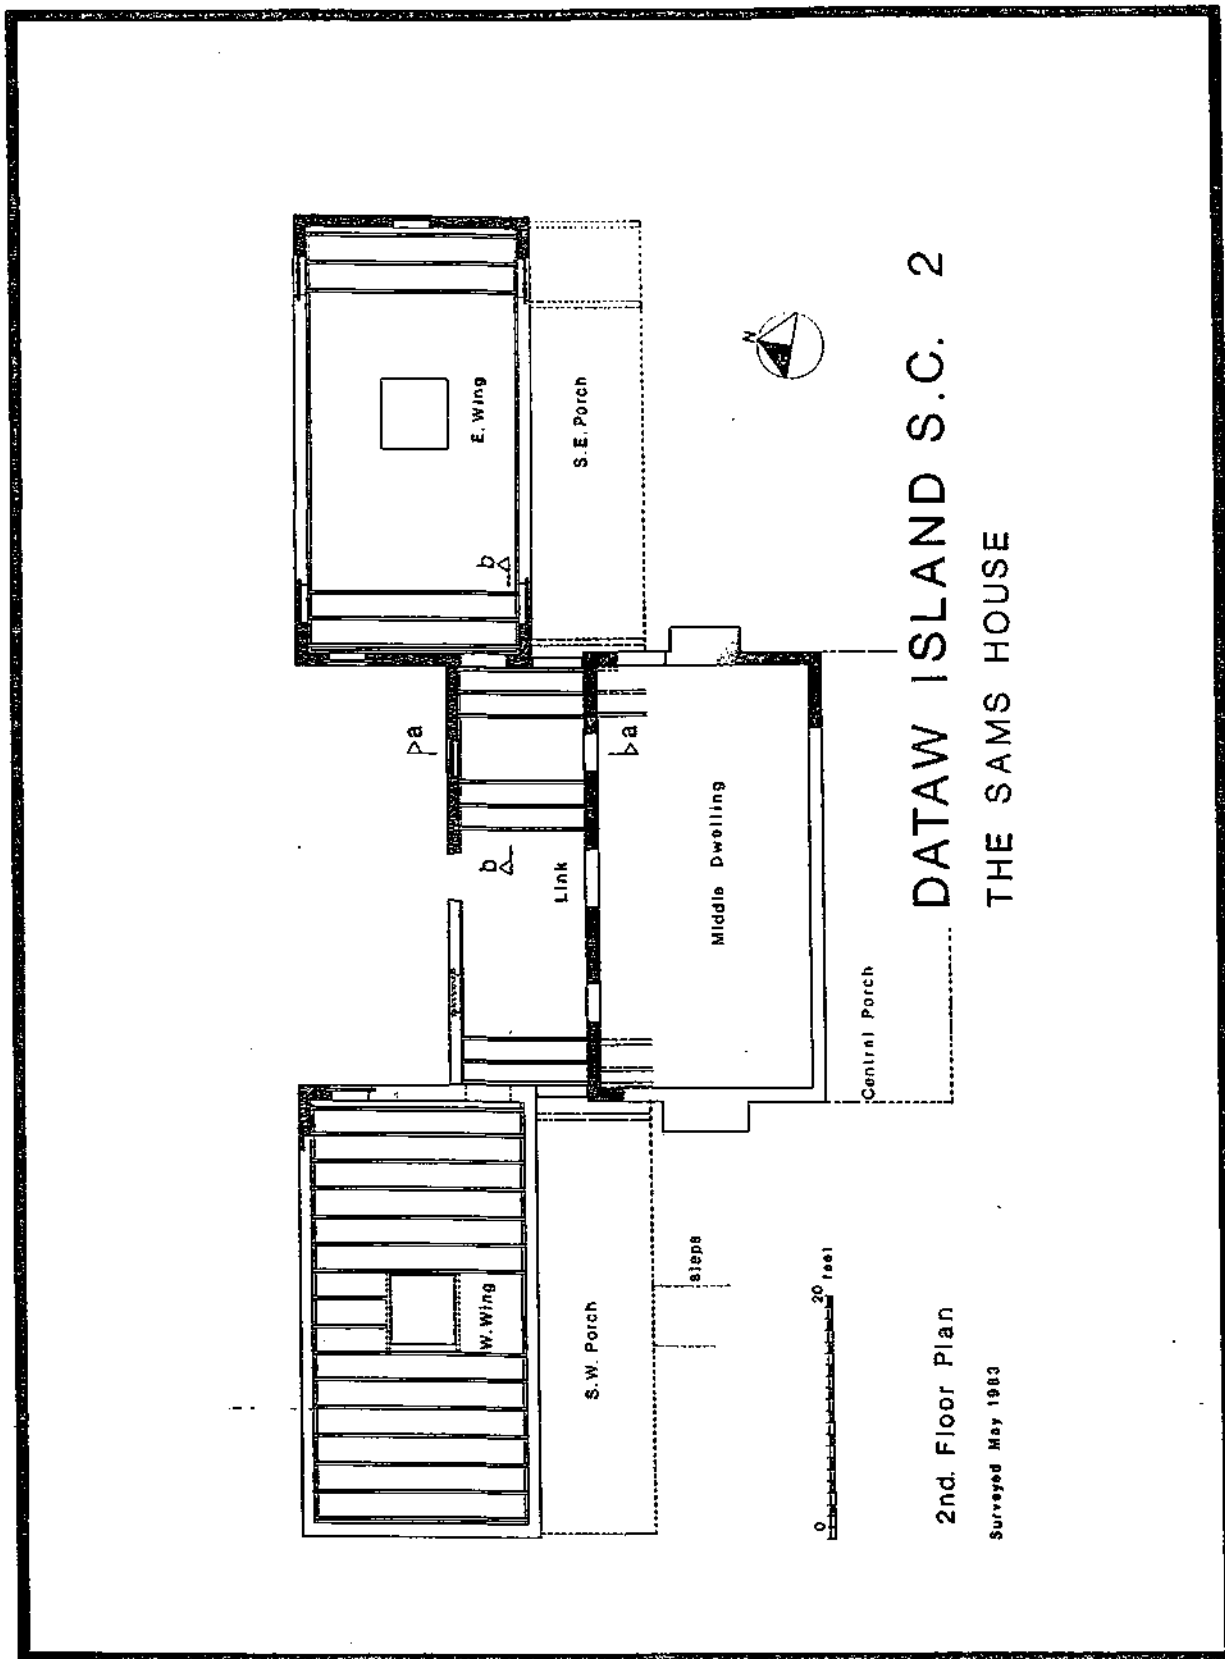 a
b
E. Wing
S.E. Porch
b
Link
a
Middle Dwelling
W. Wing
S.W. Porch
steps
Central Porch
N
0 20 feet
2nd. Floor Plan
Surveyed May 1983
DATAW ISLAND S.C. 2
THE SAMS HOUSE